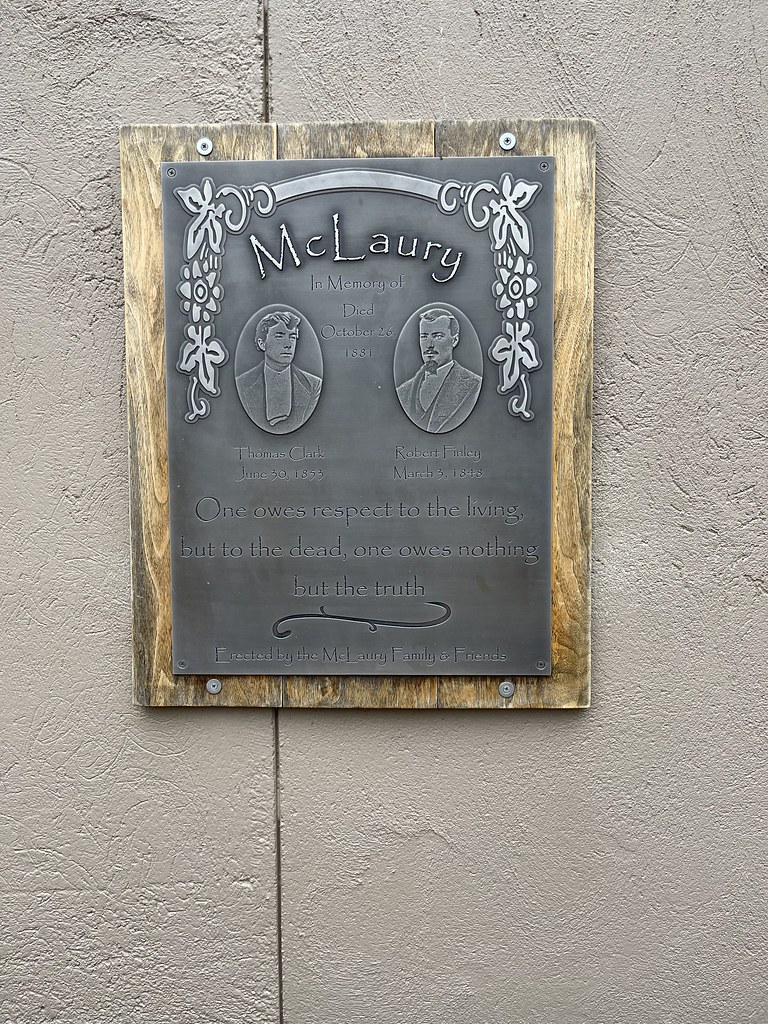 McLaury
In Memory of
Died
October 26,
1881
Thomas Clark
June 30, 1853
Robert Finley
March 3, 1848
One owes respect to the living,
but to the dead, one owes nothing
but the truth
Erected by the McLaury Family & Friends